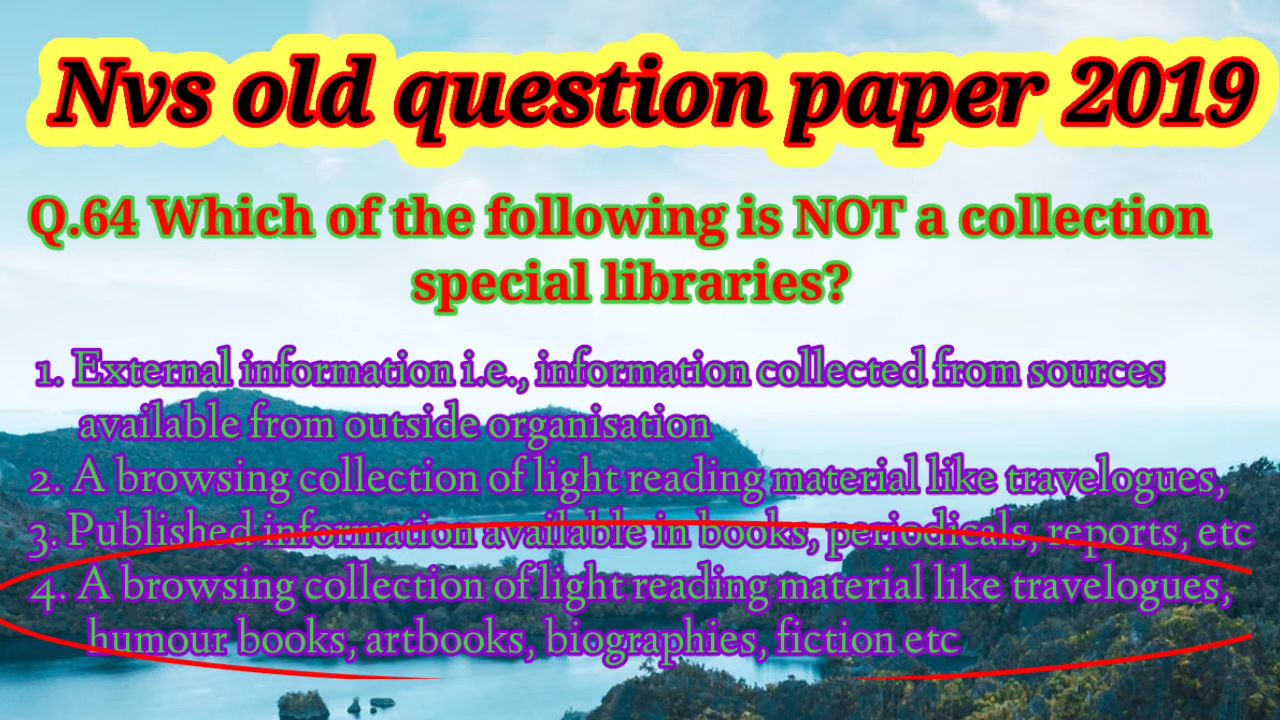 Nvs old question paper 2019
Q.64 Which of the following is NOT a collection
special libraries?
1. External information i.e., information collected from sources
available from outside organisation
2. A browsing collection of light reading material like travelogues,
3. Published information available in books, periodicals, reports, etc
4. A browsing collection of light reading material like travelogues,
humour books, artbooks, biographies, fiction etc